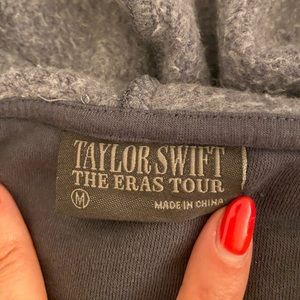 TAYLOR SWIFT
THE ERAS TOUR
M MADE IN CHINA